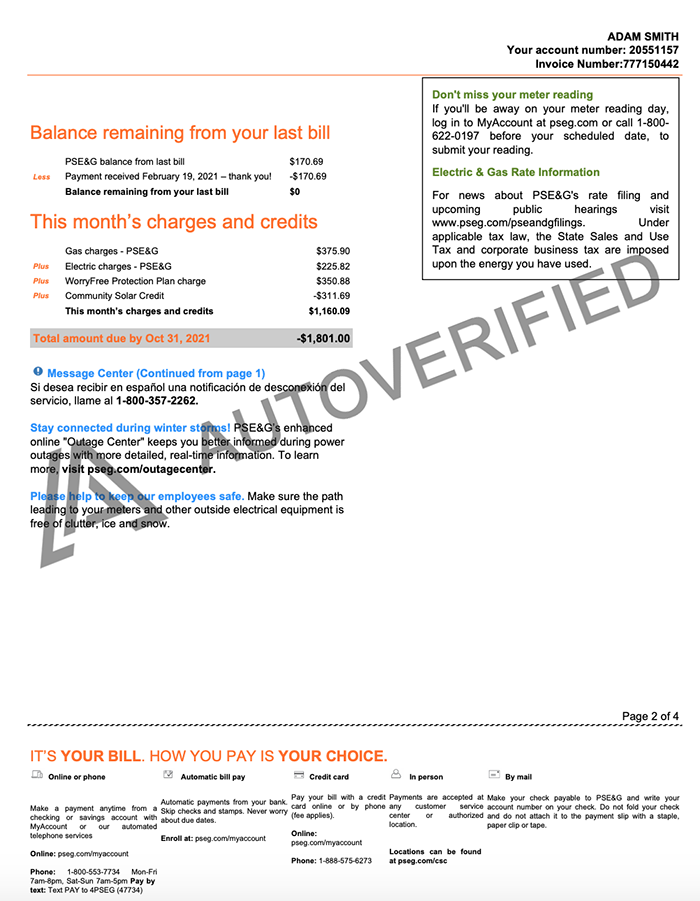 ADAM SMITH
Your account number: 20551157
Invoice Number:777150442
Don't miss your meter reading
If you'll be away on your meter reading day,
log in to MyAccount at pseg.com or call 1-800-
622-0197 before your scheduled date, to
submit your reading.
Electric & Gas Rate Information
For news about PSE&G's rate filing and
upcoming public hearings visit
www.pseg.com/pseandgfilings. Under
applicable tax law, the State Sales and Use
Tax and corporate business tax are imposed
upon the energy you have used.
Balance remaining from your last bill
PSE&G balance from last bill $170.69
Less Payment received February 19, 2021 – thank you! -$170.69
Balance remaining from your last bill $0
This month's charges and credits
Gas charges - PSE&G $375.90
Plus Electric charges - PSE&G $225.82
Plus WorryFree Protection Plan charge $350.88
Plus Community Solar Credit -$311.69
This month's charges and credits $1,160.09
Total amount due by Oct 31, 2021 -$1,801.00
Message Center (Continued from page 1)
Si desea recibir en español una notificación de desconexión del
servicio, llame al 1-800-357-2262.
Stay connected during winter storms! PSE&G's enhanced
online "Outage Center" keeps you better informed during power
outages with more detailed, real-time information. To learn
more, visit pseg.com/outagecenter.
Please help to keep our employees safe. Make sure the path
leading to your meters and other outside electrical equipment is
free of clutter, ice and snow.
AUTOVERIFIED
Page 2 of 4
IT'S YOUR BILL. HOW YOU PAY IS YOUR CHOICE.
Online or phone
Make a payment anytime from a
checking or savings account with
MyAccount or our automated
telephone services
Online: pseg.com/myaccount
Phone: 1-800-553-7734 Mon-Fri
7am-8pm, Sat-Sun 7am-5pm Pay by
text: Text PAY to 4PSEG (47734)
Automatic bill pay
Automatic payments from your bank.
Skip checks and stamps. Never worry
about due dates.
Enroll at: pseg.com/myaccount
Credit card
Pay your bill with a credit
card online or by phone
(fee applies).
Online:
pseg.com/myaccount
Phone: 1-888-575-6273
In person
Payments are accepted at
any customer service
center or authorized
location.
Locations can be found
at pseg.com/csc
By mail
Make your check payable to PSE&G and write your
account number on your check. Do not fold your check
and do not attach it to the payment slip with a staple,
paper clip or tape.